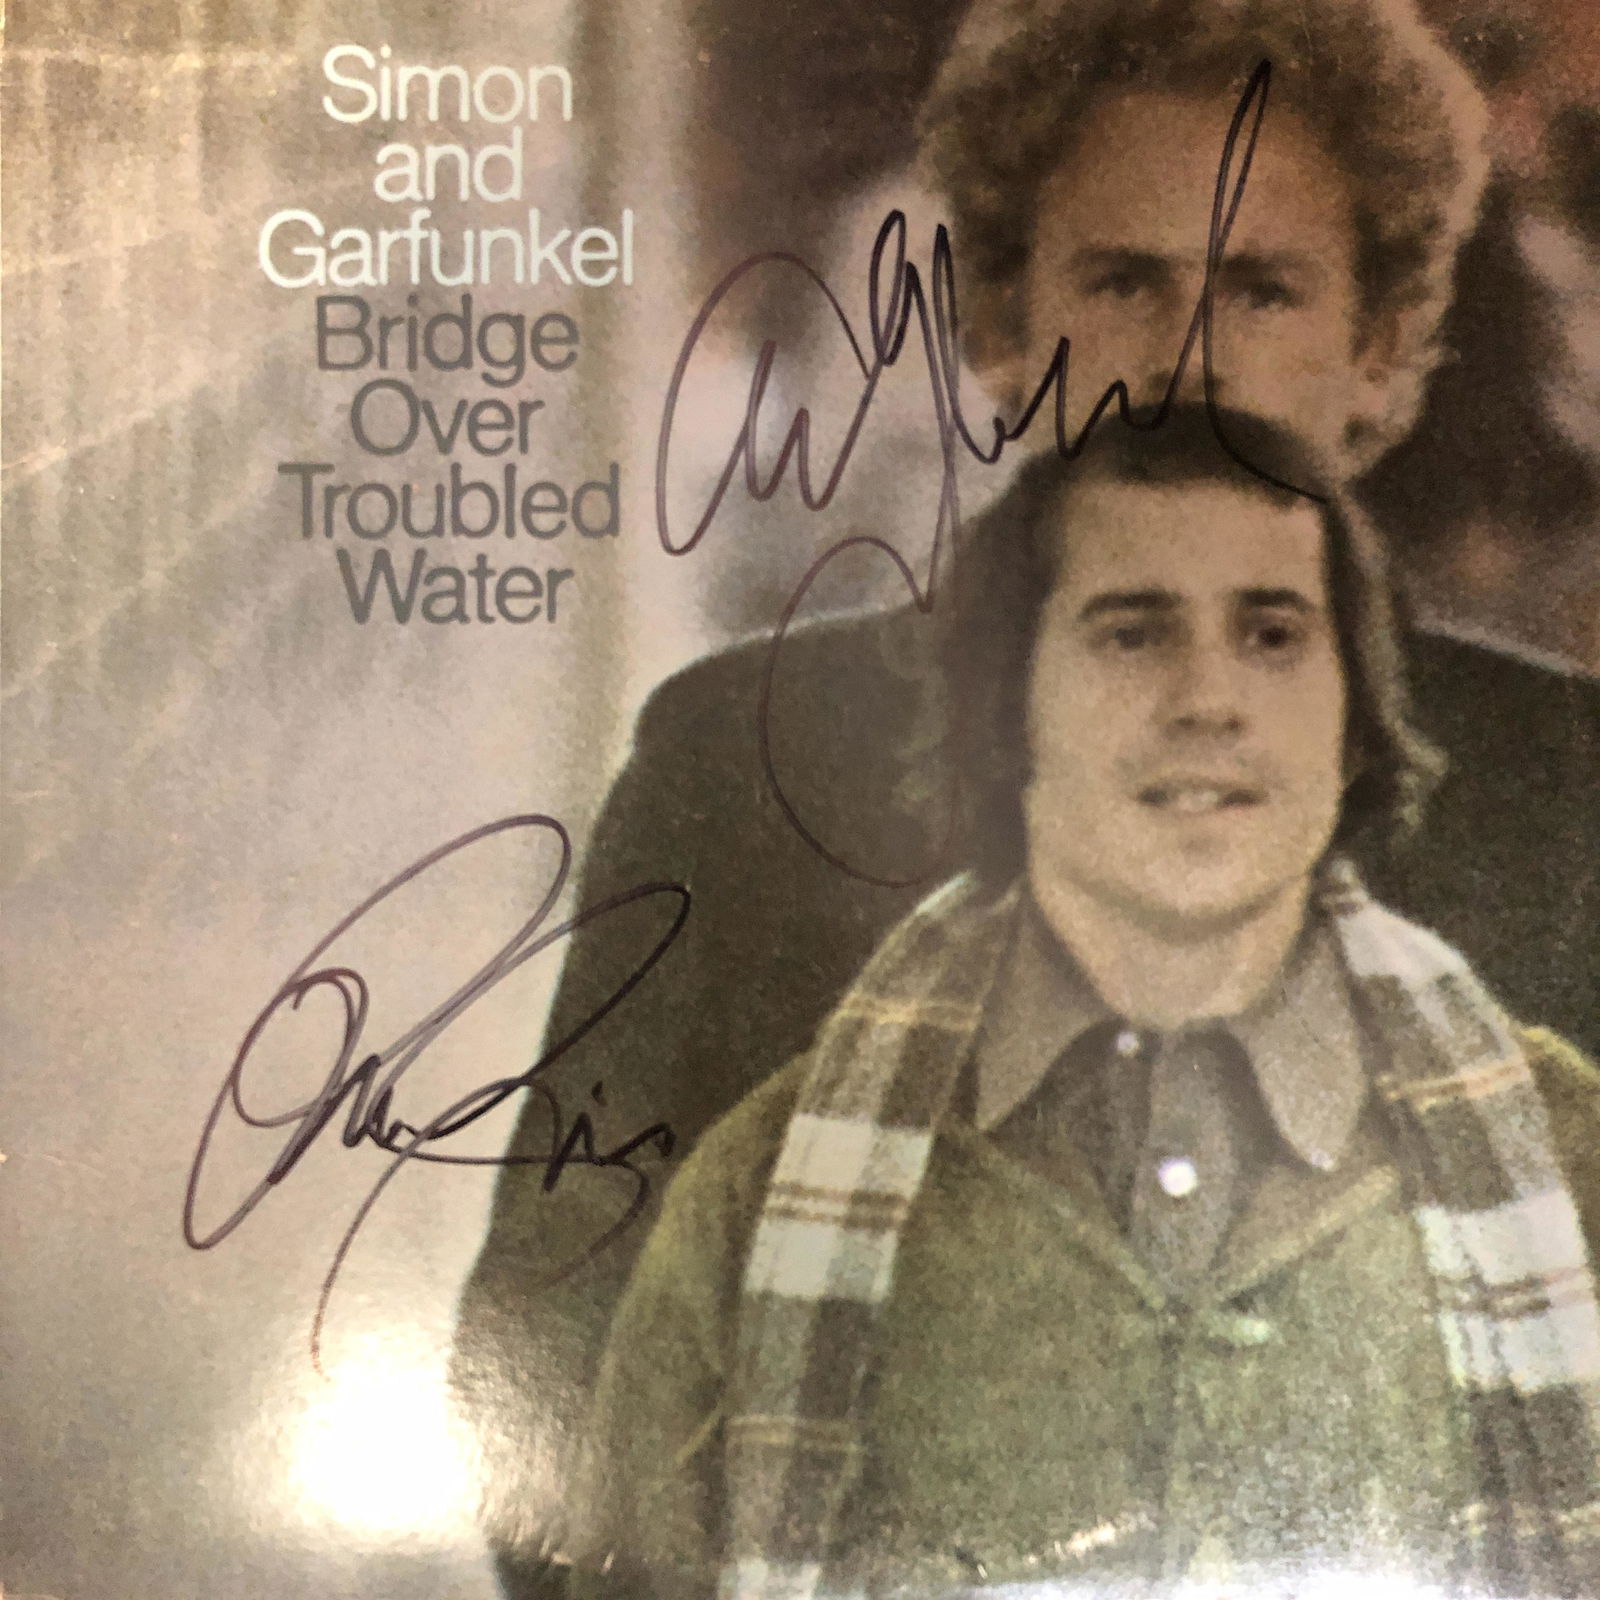 Simon
and
Garfunkel
Bridge
Over
Troubled
Water